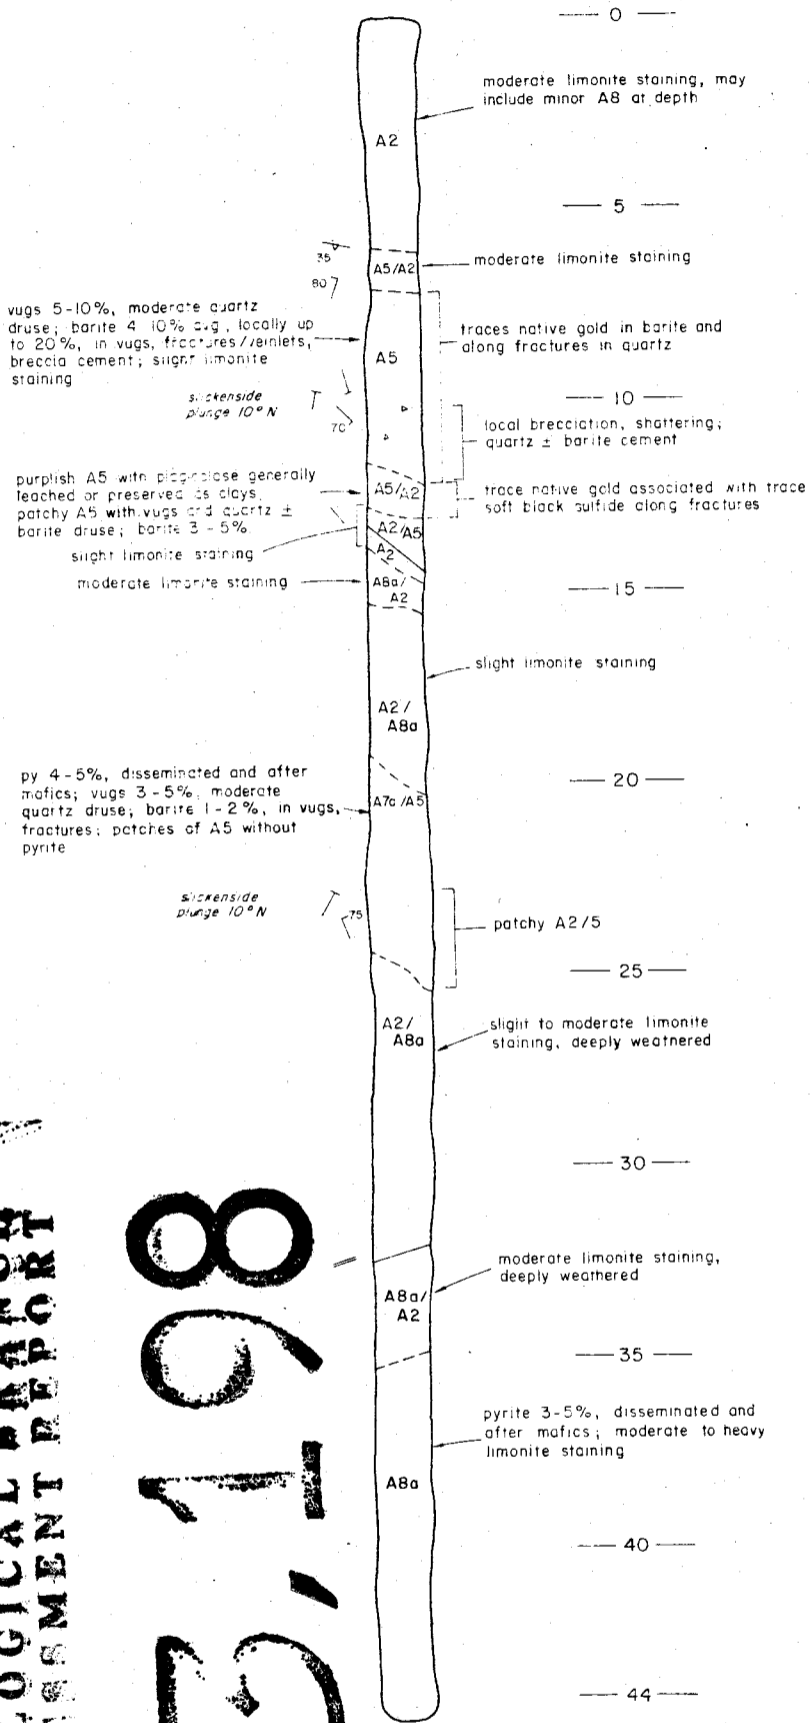 0
moderate limonite staining, may
include minor A8 at depth
A2
5
35
A5/A2
moderate limonite staining
80
vugs 5-10%, moderate quartz
druse; barite 4 10% avg, locally up
to 20%, in vugs, fractures/veinlets,
breccia cement; slight limonite
staining
A5
traces native gold in barite and
along fractures in quartz
10
slickenside
plunge 10° N
70
local brecciation, shattering;
quartz ± barite cement
purplish A5 with plagioclase generally
leached or preserved as clays,
patchy A5 with vugs and quartz ±
barite druse; barite 3 - 5%
A5/A2
trace native gold associated with trace
soft black sulfide along fractures
A2/A5
slight limonite staining
A2
moderate limonite staining
A8a/
A2
15
slight limonite staining
A2/
A8a
20
py 4-5%, disseminated and after
mafics; vugs 3-5%, moderate
quartz druse; barite 1-2%, in vugs,
fractures; patches of A5 without
pyrite
A7a/A5
slickenside
plunge 10° N
75
patchy A2/5
25
A2/
A8a
slight to moderate limonite
staining, deeply weathered
30
moderate limonite staining,
deeply weathered
A8a/
A2
35
pyrite 3-5%, disseminated and
after mafics; moderate to heavy
limonite staining
A8a
40
44
LOGICAL BRANCH
SSMENT REPORT
3,198